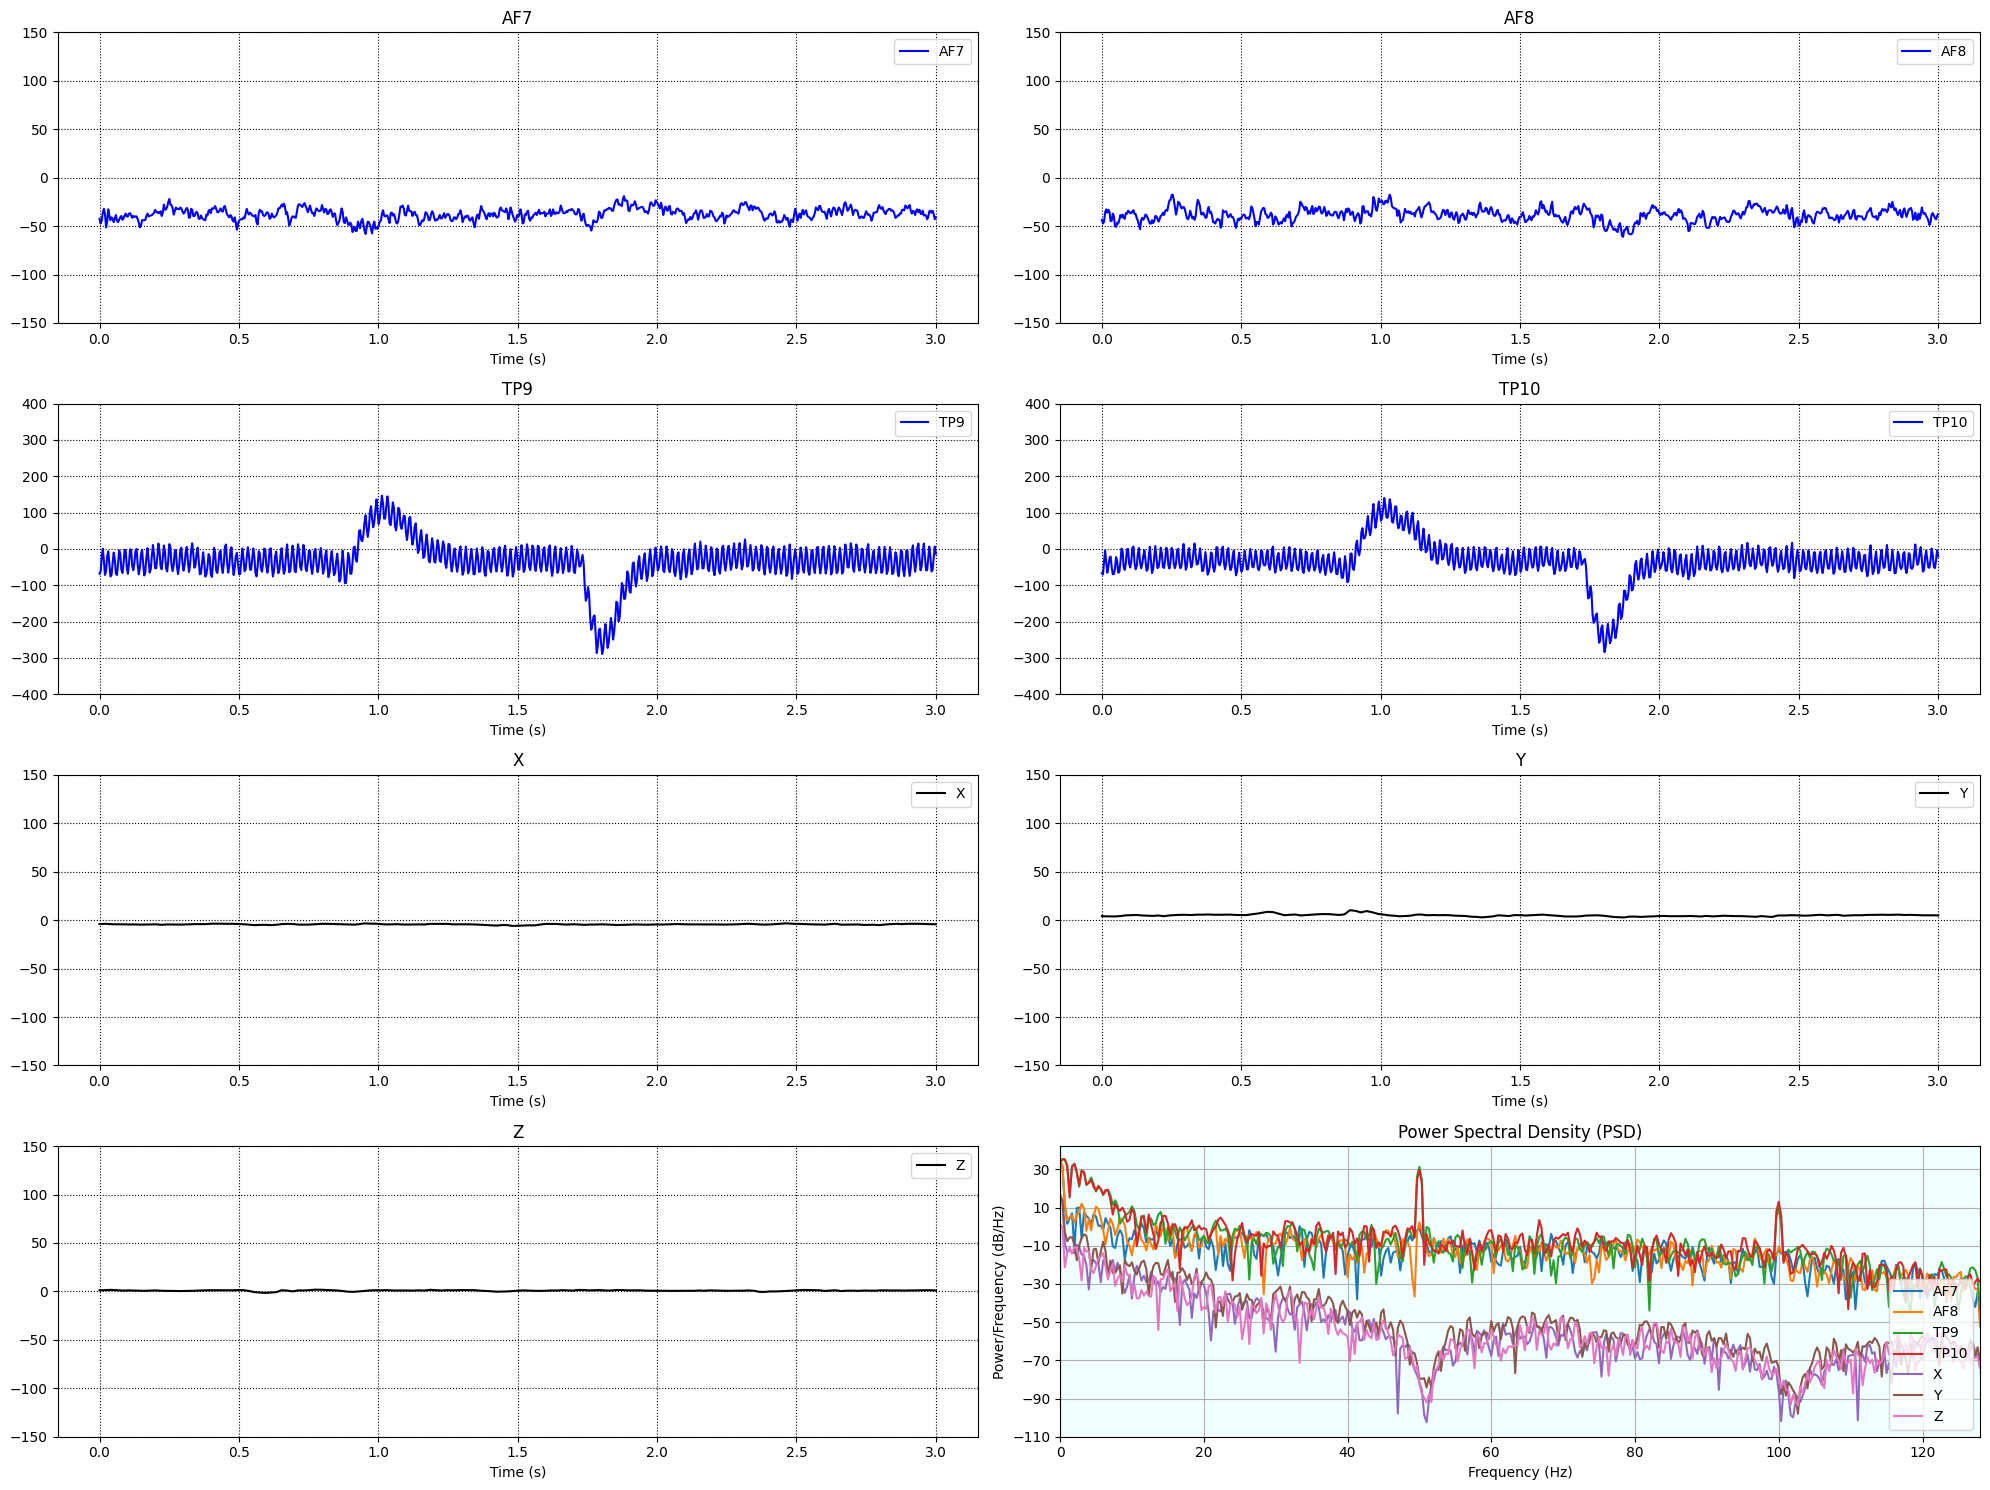 AF7
150
100
50
0
−50
−100
−150
0.0 0.5 1.0 1.5 2.0 2.5 3.0
Time (s)
AF7
AF8
150
100
50
0
−50
−100
−150
0.0 0.5 1.0 1.5 2.0 2.5 3.0
Time (s)
AF8
TP9
400
300
200
100
0
−100
−200
−300
−400
0.0 0.5 1.0 1.5 2.0 2.5 3.0
Time (s)
TP9
TP10
400
300
200
100
0
−100
−200
−300
−400
0.0 0.5 1.0 1.5 2.0 2.5 3.0
Time (s)
TP10
X
150
100
50
0
−50
−100
−150
0.0 0.5 1.0 1.5 2.0 2.5 3.0
Time (s)
X
Y
150
100
50
0
−50
−100
−150
0.0 0.5 1.0 1.5 2.0 2.5 3.0
Time (s)
Y
Z
150
100
50
0
−50
−100
−150
0.0 0.5 1.0 1.5 2.0 2.5 3.0
Time (s)
Z
Power Spectral Density (PSD)
Power/Frequency (dB/Hz)
30
10
−10
−30
−50
−70
−90
−110
0 20 40 60 80 100 120
Frequency (Hz)
AF7
AF8
TP9
TP10
X
Y
Z